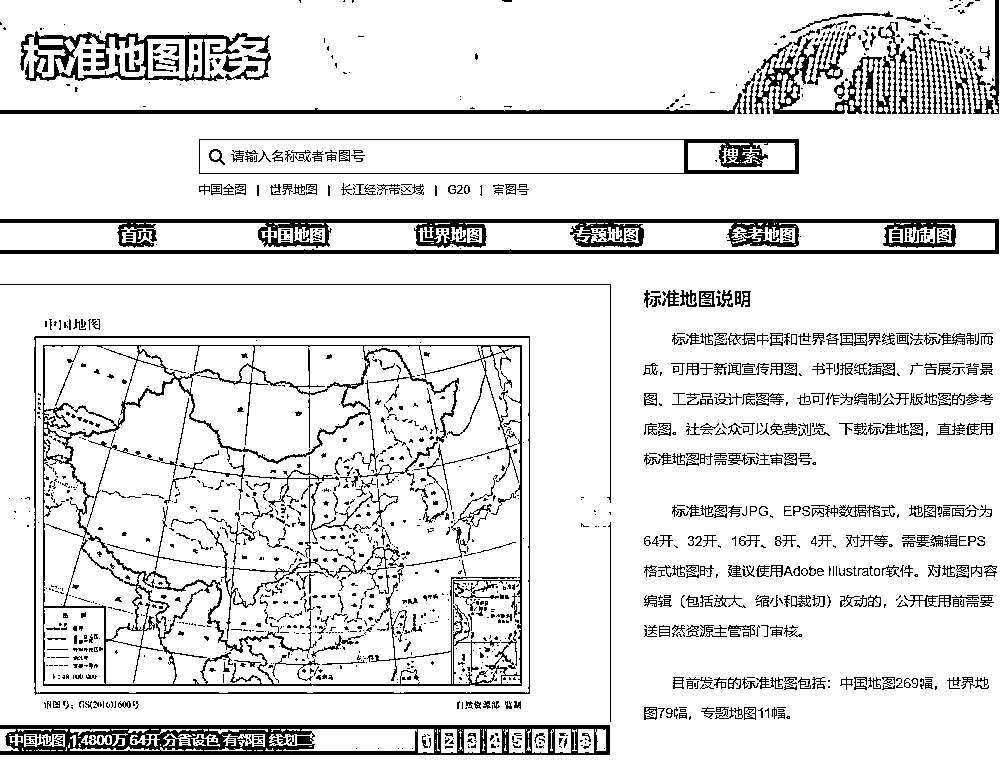 标准地图服务
请输入名称或者审图号
搜索
中国全图 | 世界地图 | 长江经济带区域 | G20 | 审图号
首页 中国地图 世界地图 专题地图 参考地图 自助制图
中国地图
审图号：GS(2016)1600号
自然资源部 监制
中国地图 1:4800万 64开 分省设色 有邻国 线划二
1 2 3 4 5 6 7 8
标准地图说明
标准地图依据中国和世界各国国界线画法标准编制而
成，可用于新闻宣传用图、书刊报纸插图、广告展示背景
图、工艺品设计底图等，也可作为编制公开版地图的参考
底图。社会公众可以免费浏览、下载标准地图，直接使用
标准地图时需要标注审图号。
标准地图有JPG、EPS两种数据格式，地图幅面分为
64开、32开、16开、8开、4开、对开等。需要编辑EPS
格式地图时，建议使用Adobe Illustrator软件。对地图内容
编辑（包括放大、缩小和裁切）改动的，公开使用前需要
送自然资源主管部门审核。
目前发布的标准地图包括：中国地图269幅，世界地
图79幅，专题地图11幅。